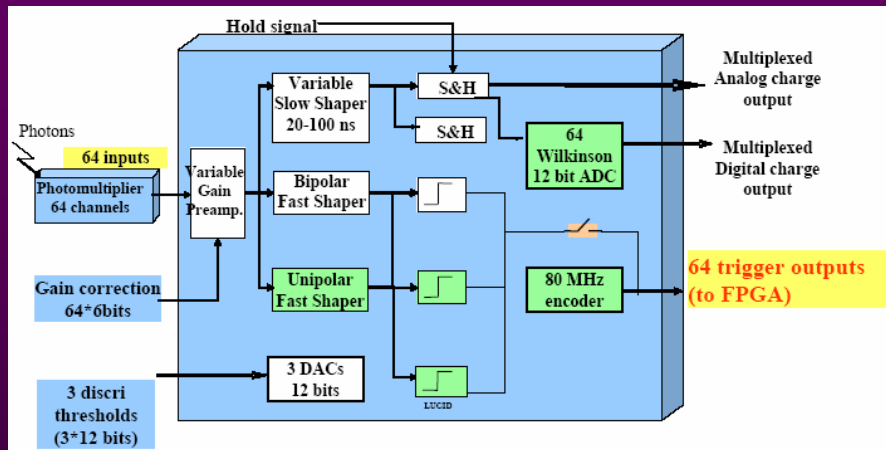 Hold signal
Photons
64 inputs
Photomultiplier
64 channels
Variable
Gain
Preamp.
Variable
Slow Shaper
20-100 ns
S&H
S&H
64
Wilkinson
12 bit ADC
Multiplexed
Analog charge
output
Multiplexed
Digital charge
output
Bipolar
Fast Shaper
Unipolar
Fast Shaper
80 MHz
encoder
64 trigger outputs
(to FPGA)
Gain correction
64*6bits
3 discri
thresholds
(3*12 bits)
3 DACs
12 bits
LUCID